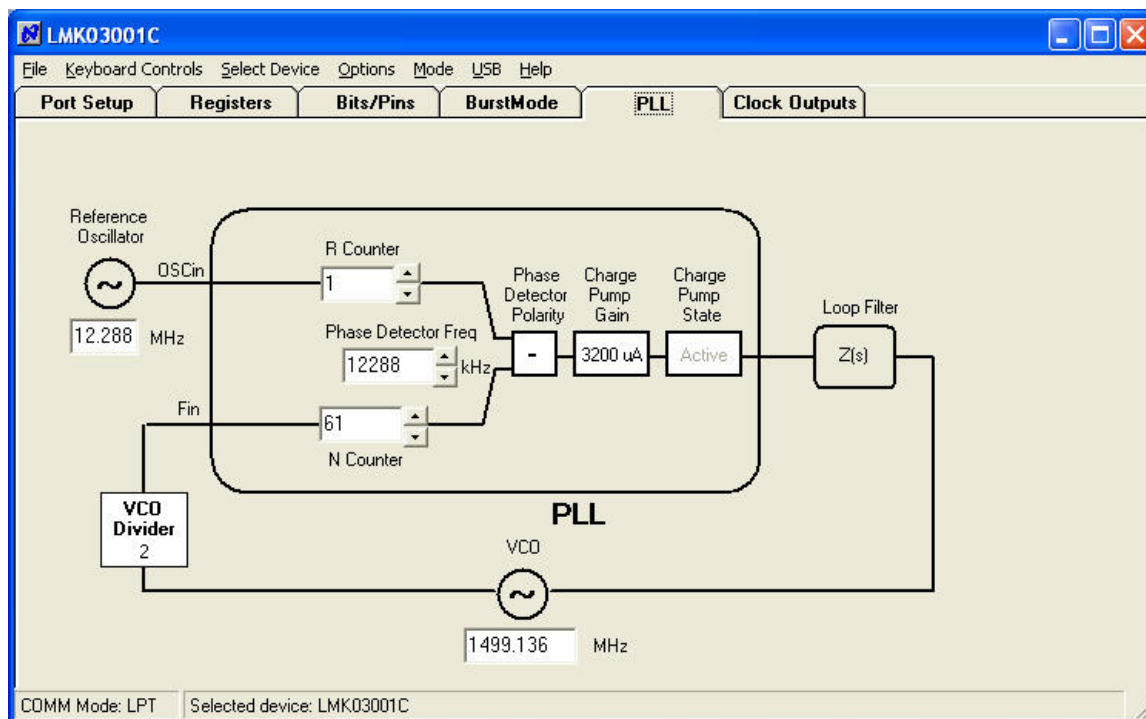 LMK03001C
File Keyboard Controls Select Device Options Mode USB Help
Port Setup Registers Bits/Pins BurstMode PLL Clock Outputs
Reference
Oscillator
OSCin
12.288 MHz
R Counter
1
Phase Detector Freq
12288 kHz
Fin
61
N Counter
Phase
Detector
Polarity
-
Charge
Pump
Gain
3200 uA
Charge
Pump
State
Active
Loop Filter
Z(s)
PLL
VCO
Divider
2
VCO
1499.136 MHz
COMM Mode: LPT Selected device: LMK03001C